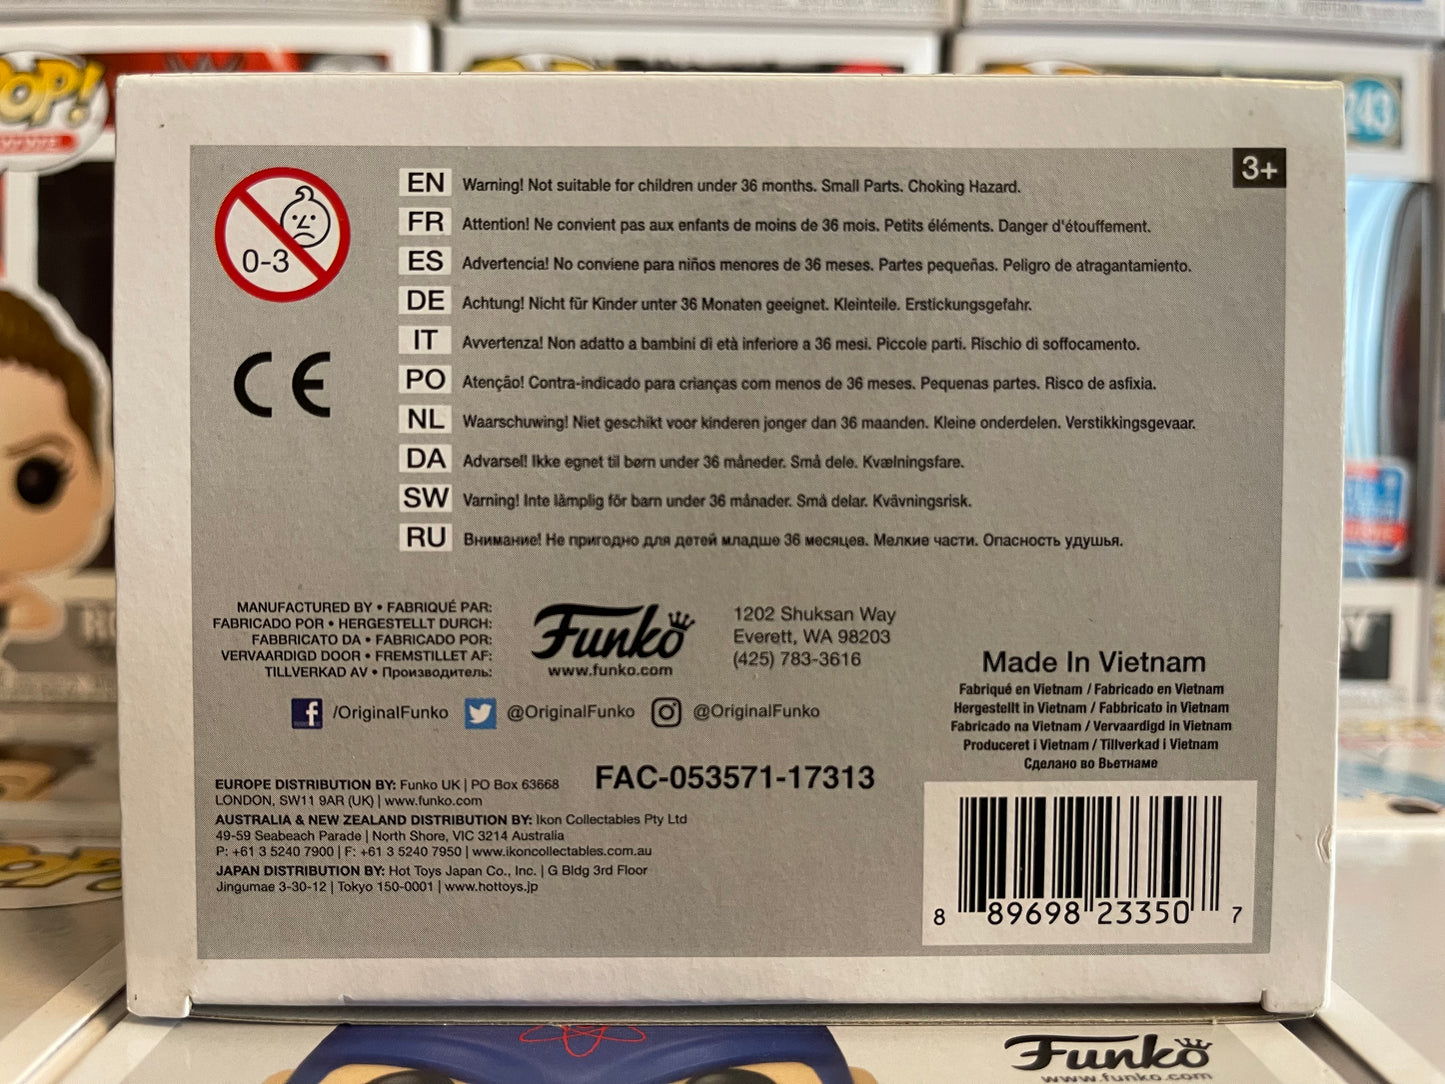 POP!
WWE
243
3+
0-3
EN Warning! Not suitable for children under 36 months. Small Parts. Choking Hazard.
FR Attention! Ne convient pas aux enfants de moins de 36 mois. Petits éléments. Danger d'étouffement.
ES Advertencia! No conviene para niños menores de 36 meses. Partes pequeñas. Peligro de atragantamiento.
DE Achtung! Nicht für Kinder unter 36 Monaten geeignet. Kleinteile. Erstickungsgefahr.
IT Avvertenza! Non adatto a bambini di età inferiore a 36 mesi. Piccole parti. Rischio di soffocamento.
CE
PO Atenção! Contra-indicado para crianças com menos de 36 meses. Pequenas partes. Risco de asfixia.
NL Waarschuwing! Niet geschikt voor kinderen jonger dan 36 maanden. Kleine onderdelen. Verstikkingsgevaar.
DA Advarsel! Ikke egnet til børn under 36 måneder. Små dele. Kvælningsfare.
SW Varning! Inte lämplig för barn under 36 månader. Små delar. Kvävningsrisk.
RU Внимание! Не пригодно для детей младше 36 месяцев. Мелкие части. Опасность удушья.
MANUFACTURED BY • FABRIQUÉ PAR:
FABRICADO POR • HERGESTELLT DURCH:
FABBRICATO DA • FABRICADO POR:
VERVAARDIGD DOOR • FREMSTILLET AF:
TILLVERKAD AV • Производитель:
Funko
www.funko.com
1202 Shuksan Way
Everett, WA 98203
(425) 783-3616
Made In Vietnam
Fabriqué en Vietnam / Fabricado en Vietnam
Hergestellt in Vietnam / Fabbricato in Vietnam
Fabricado na Vietnam / Vervaardigd in Vietnam
Produceret i Vietnam / Tillverkad i Vietnam
Сделано во Вьетнаме
/OriginalFunko @OriginalFunko @OriginalFunko
FAC-053571-17313
EUROPE DISTRIBUTION BY: Funko UK | PO Box 63668
LONDON, SW11 9AR (UK) | www.funko.com
AUSTRALIA & NEW ZEALAND DISTRIBUTION BY: Ikon Collectables Pty Ltd
49-59 Seabeach Parade | North Shore, VIC 3214 Australia
P: +61 3 5240 7900 | F: +61 3 5240 7950 | www.ikoncollectables.com.au
JAPAN DISTRIBUTION BY: Hot Toys Japan Co., Inc. | G Bldg 3rd Floor
Jingumae 3-30-12 | Tokyo 150-0001 | www.hottoys.jp
8 89698 23350 7
Funko
www.funko.com